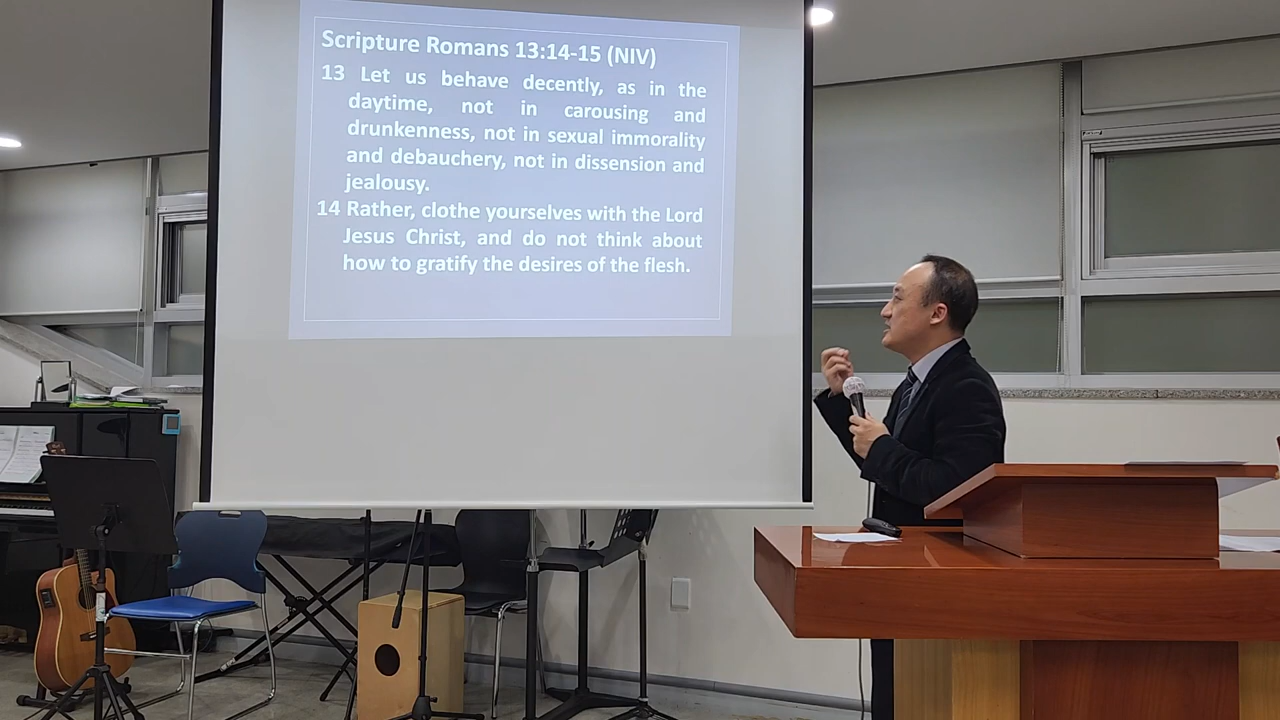 Scripture Romans 13:14-15 (NIV)
13 Let us behave decently, as in the
daytime, not in carousing and
drunkenness, not in sexual immorality
and debauchery, not in dissension and
jealousy.
14 Rather, clothe yourselves with the Lord
Jesus Christ, and do not think about
how to gratify the desires of the flesh.